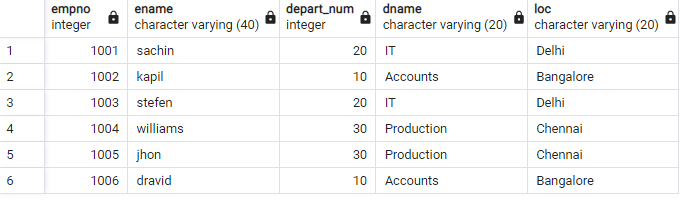 empno ename depart_num dname loc
integer character varying (40) integer character varying (20) character varying (20)
1 1001 sachin 20 IT Delhi
2 1002 kapil 10 Accounts Bangalore
3 1003 stefen 20 IT Delhi
4 1004 williams 30 Production Chennai
5 1005 jhon 30 Production Chennai
6 1006 dravid 10 Accounts Bangalore